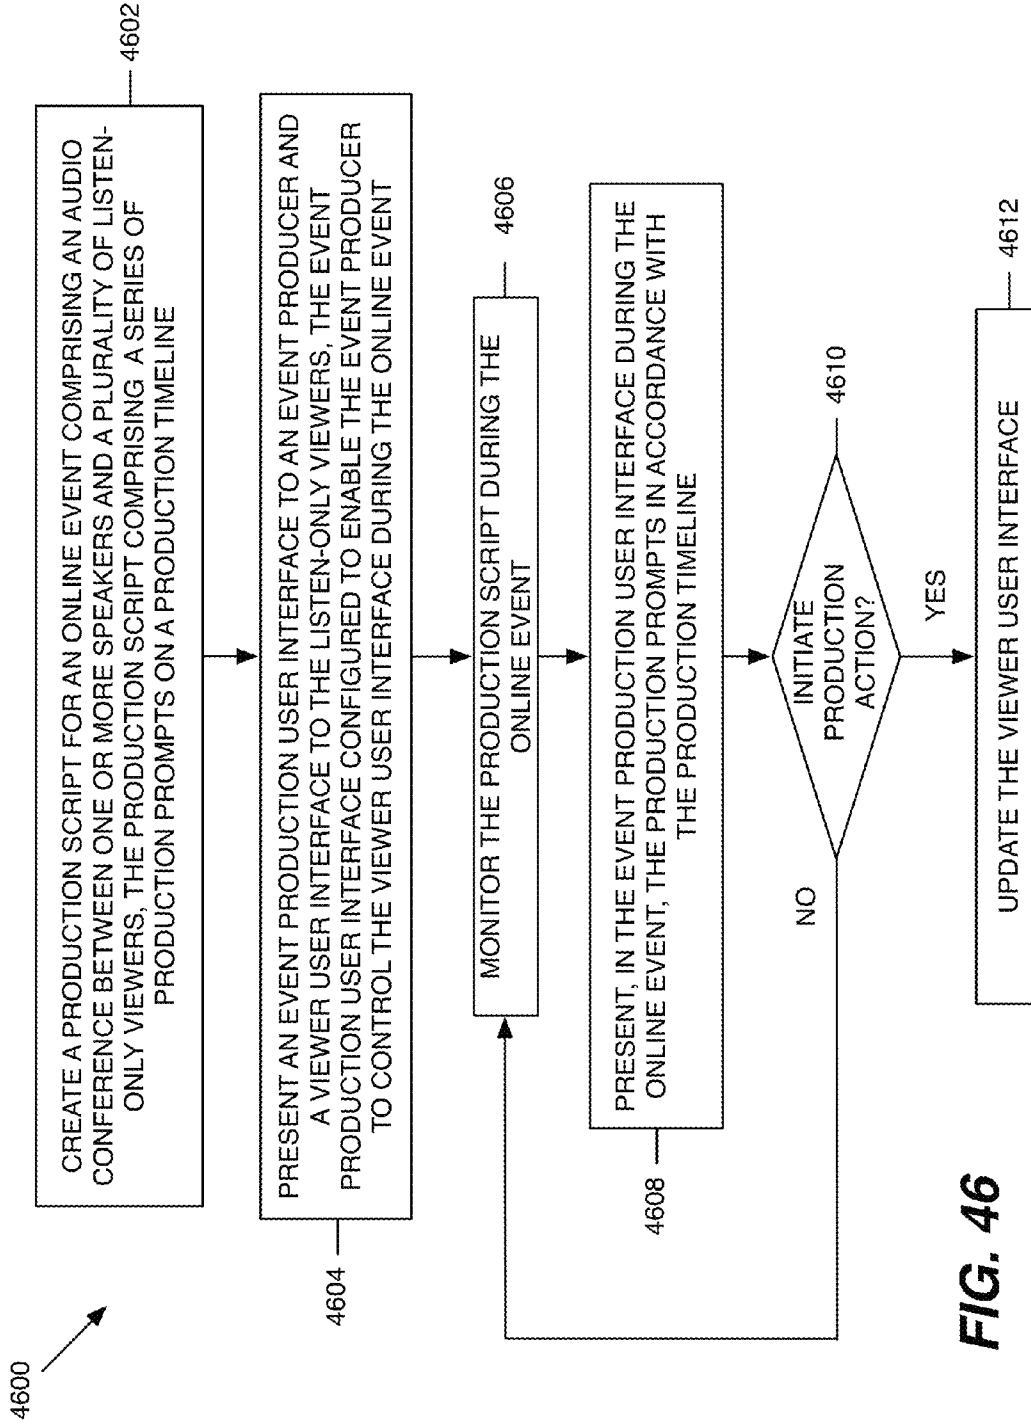 4600
CREATE A PRODUCTION SCRIPT FOR AN ONLINE EVENT COMPRISING AN AUDIO
CONFERENCE BETWEEN ONE OR MORE SPEAKERS AND A PLURALITY OF LISTEN-
ONLY VIEWERS, THE PRODUCTION SCRIPT COMPRISING A SERIES OF
PRODUCTION PROMPTS ON A PRODUCTION TIMELINE
4602
PRESENT AN EVENT PRODUCTION USER INTERFACE TO AN EVENT PRODUCER AND
A VIEWER USER INTERFACE TO THE LISTEN-ONLY VIEWERS, THE EVENT
PRODUCTION USER INTERFACE CONFIGURED TO ENABLE THE EVENT PRODUCER
TO CONTROL THE VIEWER USER INTERFACE DURING THE ONLINE EVENT
4604
MONITOR THE PRODUCTION SCRIPT DURING THE
ONLINE EVENT
4606
PRESENT, IN THE EVENT PRODUCTION USER INTERFACE DURING THE
ONLINE EVENT, THE PRODUCTION PROMPTS IN ACCORDANCE WITH
THE PRODUCTION TIMELINE
4608
INITIATE
PRODUCTION
ACTION?
4610
NO
YES
UPDATE THE VIEWER USER INTERFACE
4612
FIG. 46